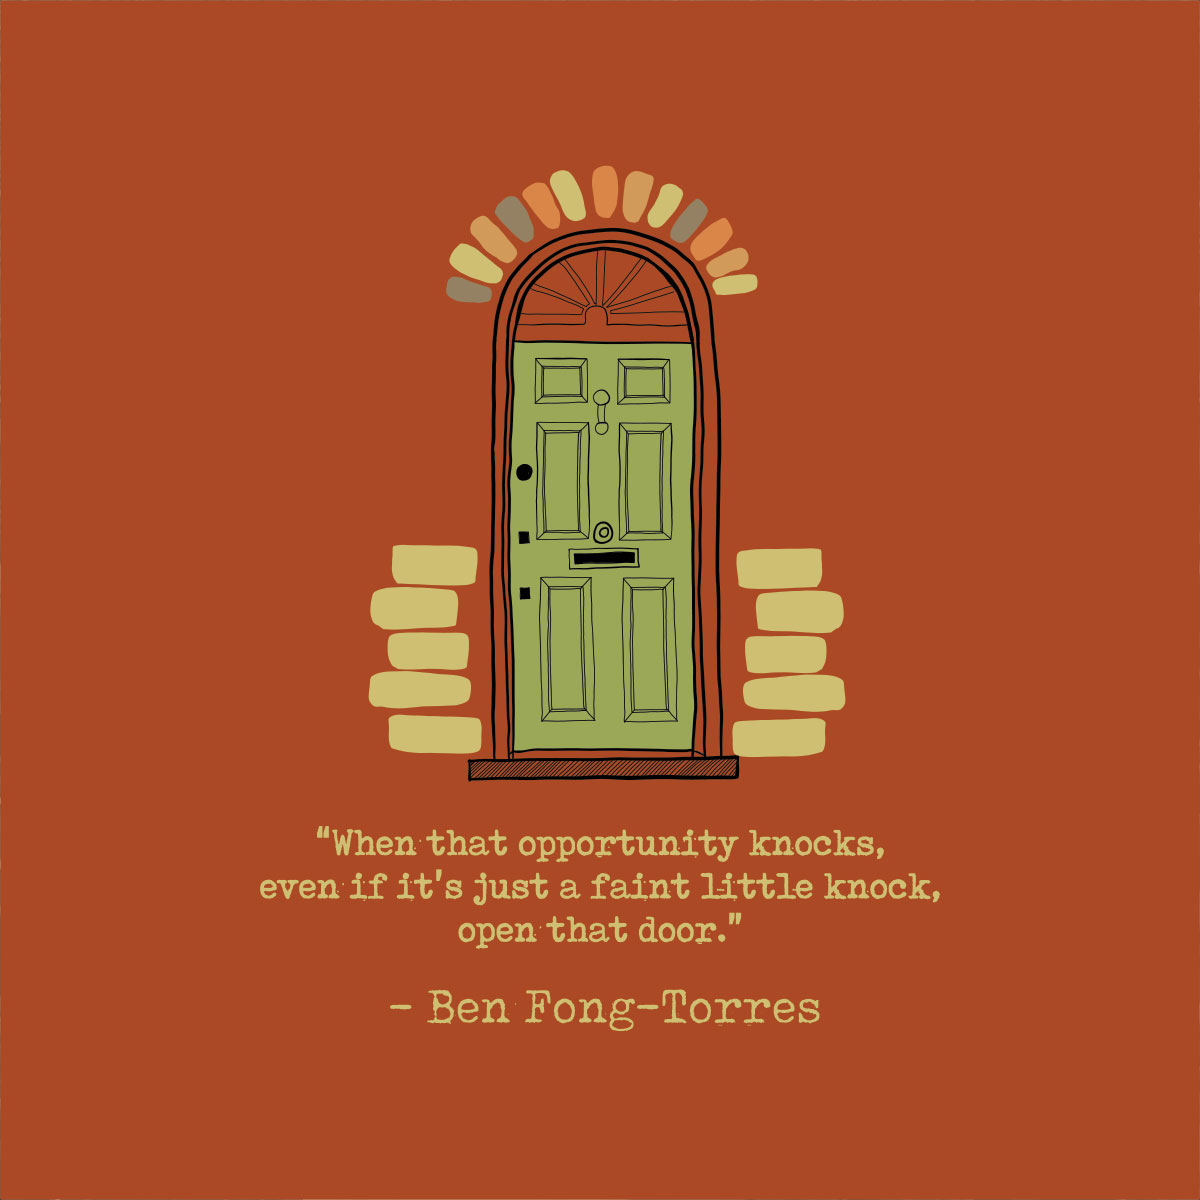 “When that opportunity knocks,
even if it's just a faint little knock,
open that door.”
- Ben Fong-Torres